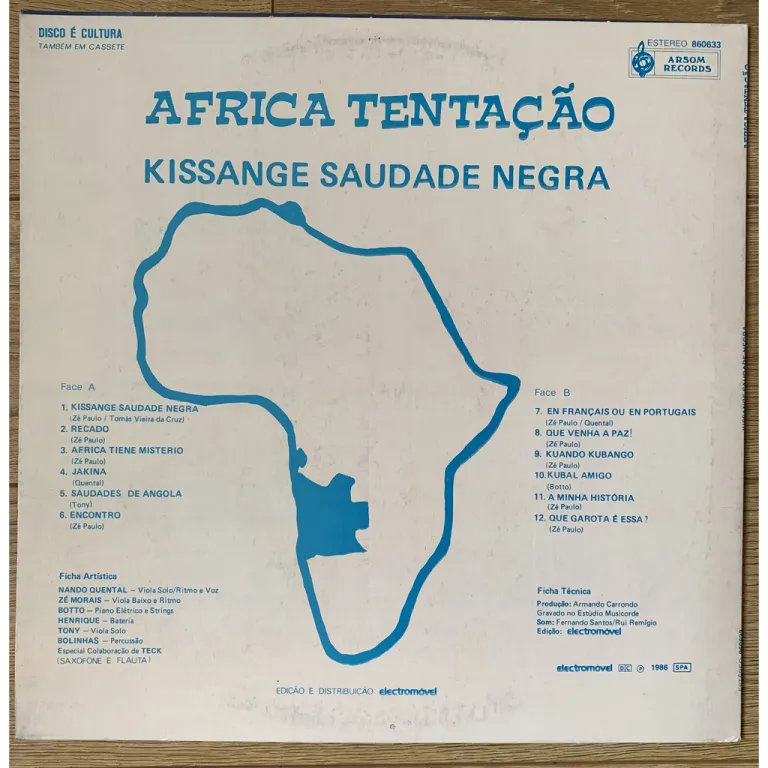 DISCO É CULTURA
TAMBÉM EM CASSETE
ESTEREO 860633
ARSOM
RECORDS
AFRICA TENTAÇÃO
KISSANGE SAUDADE NEGRA
Face A
1. KISSANGE SAUDADE NEGRA
(Zé Paulo / Tomás Vieira da Cruz)
2. RECADO
(Zé Paulo)
3. AFRICA TIENE MISTERIO
(Zé Paulo)
4. JAKINA
(Quental)
5. SAUDADES DE ANGOLA
(Tony)
6. ENCONTRO
(Zé Paulo)
Face B
7. EN FRANÇAIS OU EN PORTUGAIS
(Zé Paulo / Quental)
8. QUE VENHA A PAZ!
(Zé Paulo)
9. KUANDO KUBANGO
(Zé Paulo)
10. KUBAL AMIGO
(Botto)
11. A MINHA HISTÓRIA
(Zé Paulo)
12. QUE GAROTA É ESSA?
(Zé Paulo)
Ficha Artística
NANDO QUENTAL — Viola Solo/Ritmo e Voz
ZÉ MORAIS — Viola Baixo e Ritmo
BOTTO — Piano Elétrico e Strings
HENRIQUE — Bateria
TONY — Viola Solo
BOLINHAS — Percussão
Especial Colaboração de TECK
(SAXOFONE E FLAUTA)
Ficha Técnica
Produção: Armando Carrondo
Gravado no Estúdio Musicorde
Som: Fernando Santos/Rui Remígio
Edição: electromóvel
electromóvel P 1986 SPA
EDIÇÃO E DISTRIBUIÇÃO: electromóvel
AFRICA TENTAÇÃO
KISSANGE SAUDADE NEGRA
ESTEREO 860633